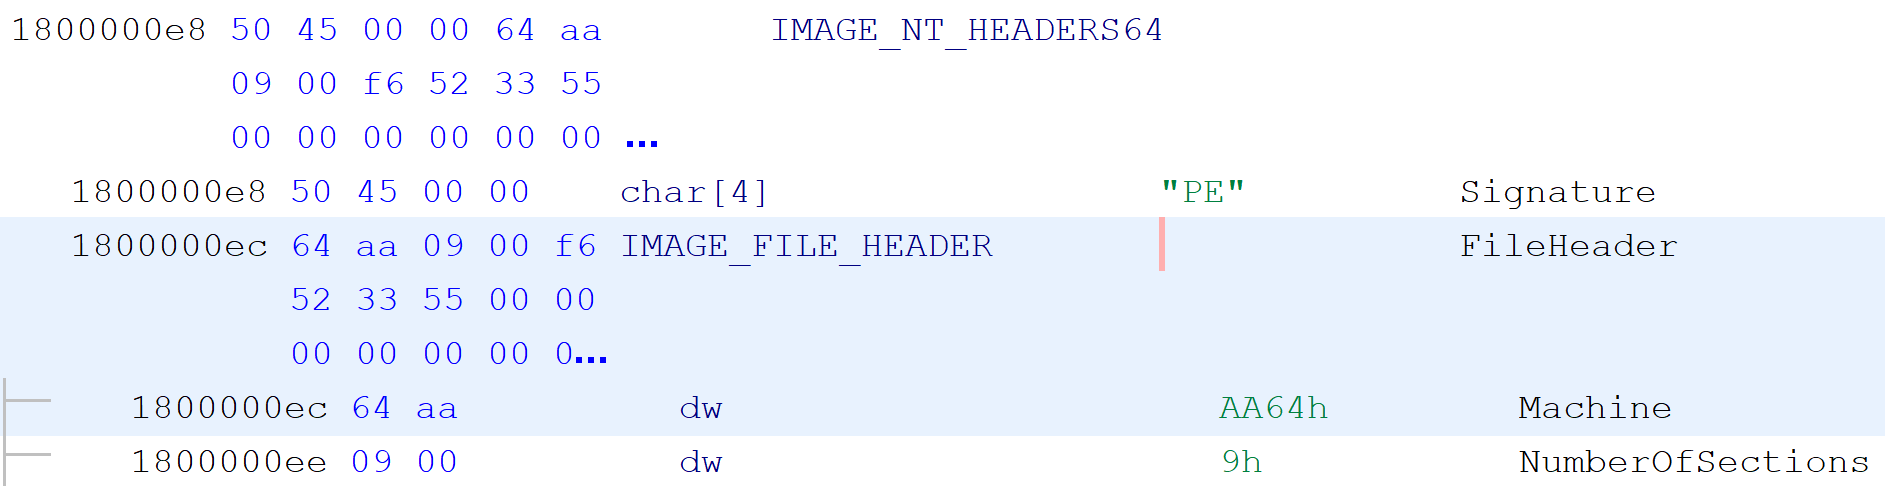 1800000e8 50 45 00 00 64 aa IMAGE_NT_HEADERS64
09 00 f6 52 33 55
00 00 00 00 00 00 ...
1800000e8 50 45 00 00 char[4] "PE" Signature
1800000ec 64 aa 09 00 f6 IMAGE_FILE_HEADER FileHeader
52 33 55 00 00
00 00 00 00 0...
1800000ec 64 aa dw AA64h Machine
1800000ee 09 00 dw 9h NumberOfSections